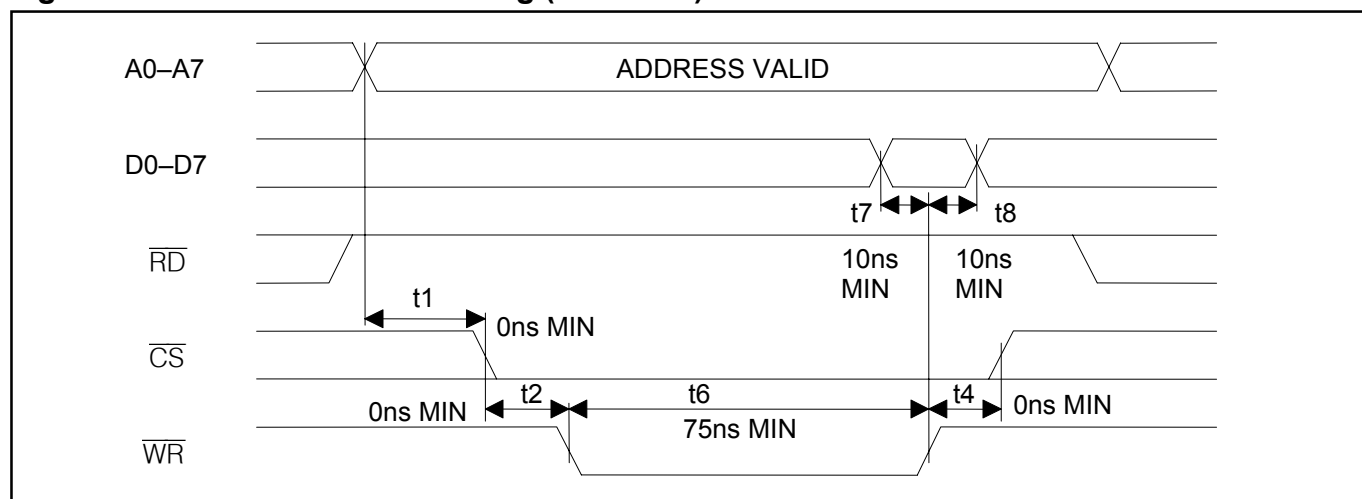 A0–A7
ADDRESS VALID
D0–D7
t7
t8
RD
10ns
MIN
10ns
MIN
t1
0ns MIN
CS
0ns MIN
t2
t6
75ns MIN
t4
0ns MIN
WR